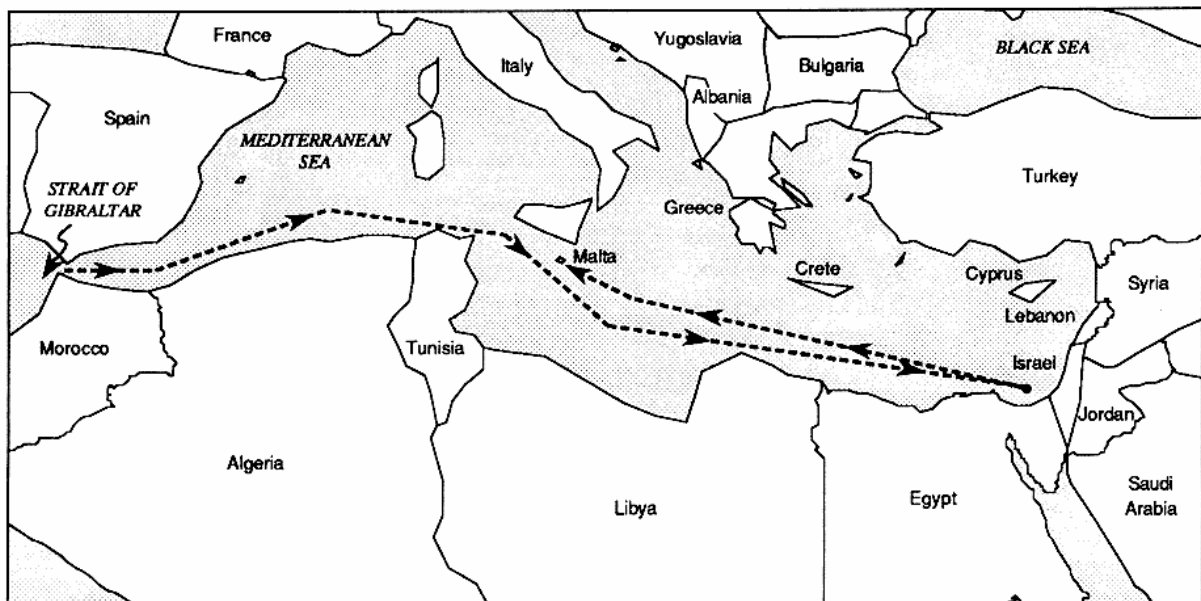 France
Yugoslavia
BLACK SEA
Italy
Bulgaria
Albania
Spain
MEDITERRANEAN
SEA
Turkey
STRAIT OF
GIBRALTAR
Greece
Malta
Crete
Cyprus
Syria
Lebanon
Morocco
Tunisia
Israel
Jordan
Algeria
Libya
Egypt
Saudi
Arabia